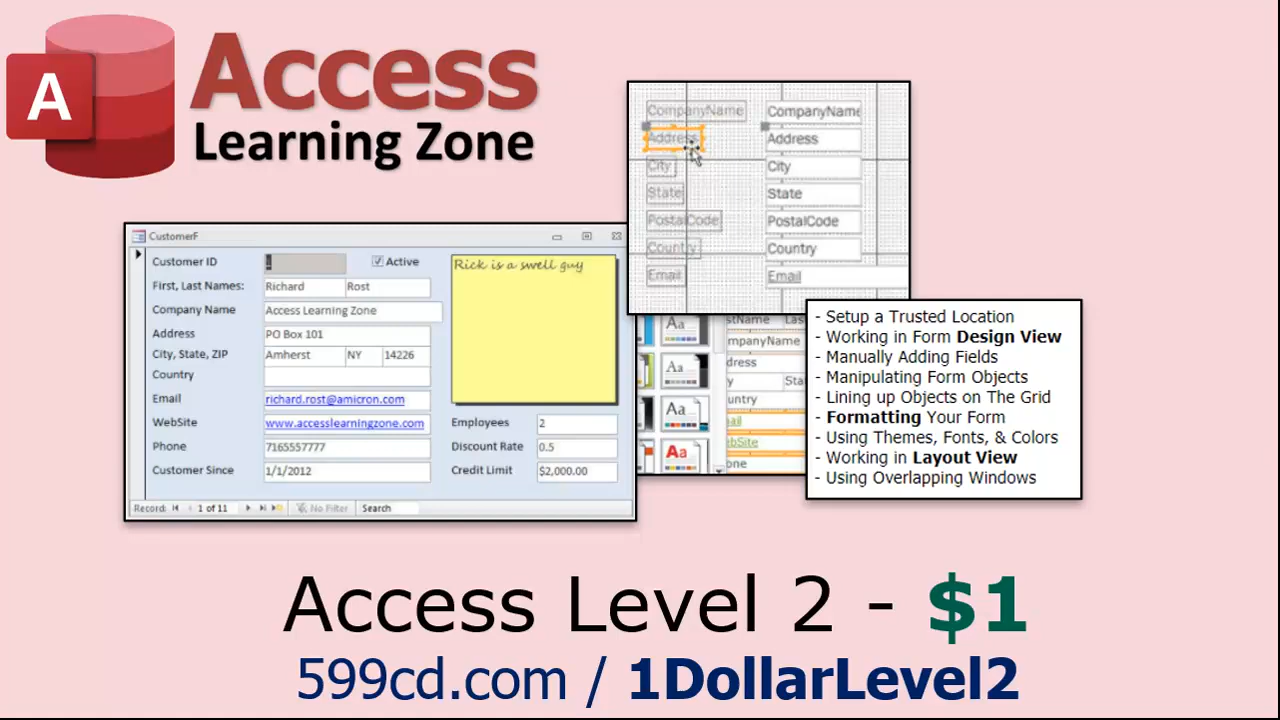 A
Access
Learning Zone
CompanyName CompanyName
Address Address
City City
State State
PostalCode PostalCode
Country Country
Email Email
CustomerF
Customer ID
Active
First, Last Names: Richard Rost
Company Name Access Learning Zone
Address PO Box 101
City, State, ZIP Amherst NY 14226
Country
Email richard.rost@amicron.com
WebSite www.accesslearningzone.com
Phone 7165557777
Customer Since 1/1/2012
Rick is a swell guy
Employees 2
Discount Rate 0.5
Credit Limit $2,000.00
Record: 1 of 11 No Filter Search
Aa
Aa
Aa
Aa
- Setup a Trusted Location
- Working in Form Design View
- Manually Adding Fields
- Manipulating Form Objects
- Lining up Objects on The Grid
- Formatting Your Form
- Using Themes, Fonts, & Colors
- Working in Layout View
- Using Overlapping Windows
Access Level 2 - $1
599cd.com / 1DollarLevel2